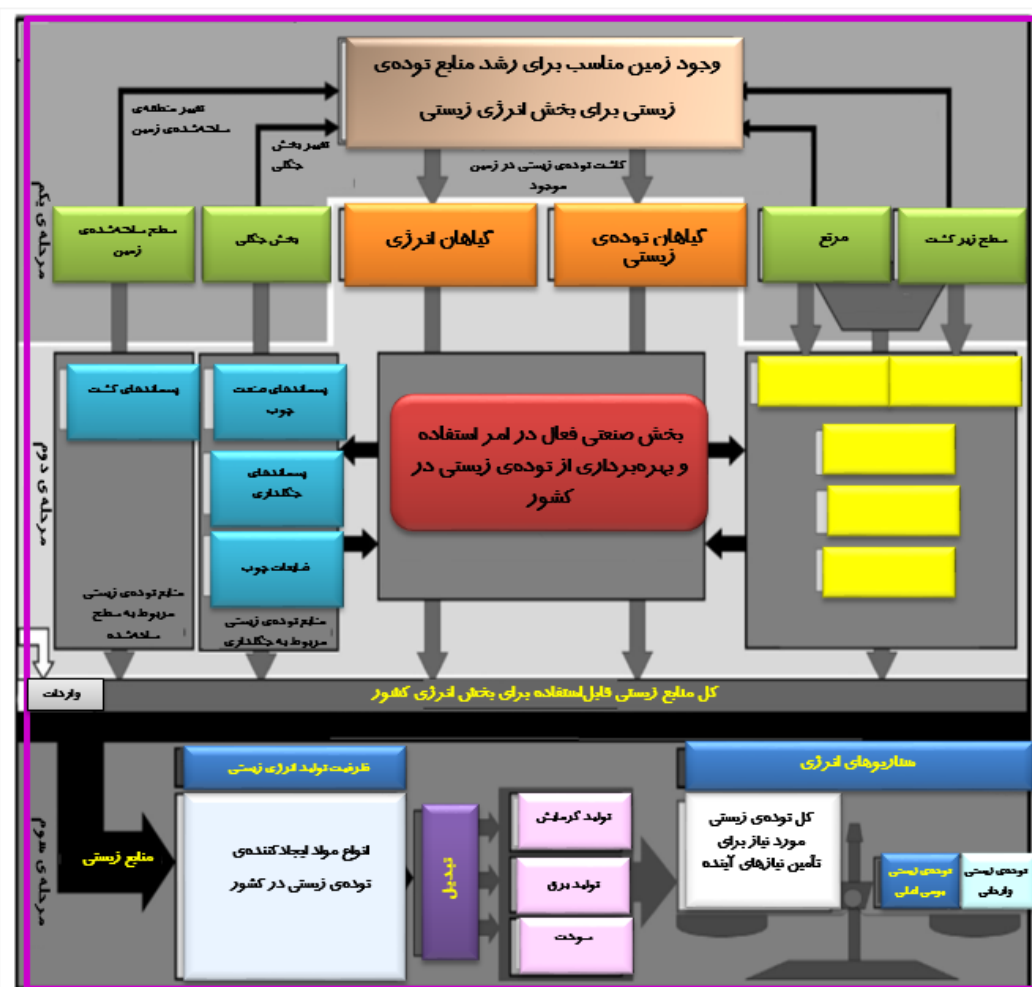 وجود زمین مناسب برای رشد منابع توده‌ی
زیستی برای بخش انرژی زیستی
تغییر منطقه‌ی
ساخته‌شده‌ی زمین
تغییر بخش
جنگلی
کاشت توده‌ی زیستی در زمین
موجود
مرحله‌ی یکم
سطح زیر کشت
مرتع
گیاهان توده‌ی
زیستی
گیاهان انرژی
بخش جنگلی
سطح ساخته‌شده‌ی
زمین
مرحله‌ی دوم
بخش صنعتی فعال در امر استفاده
و بهره‌برداری از توده‌ی زیستی در
کشور
پسماندهای صنعت
چوب
پسماندهای
جنگلداری
ضایعات چوب
منابع توده‌ی زیستی
مربوط به جنگلداری
پسماندهای کشت
منابع توده‌ی زیستی
مربوط به سطح
ساخته‌شده
کل منابع زیستی قابل‌استفاده برای بخش انرژی کشور
واردات
مرحله‌ی سوم
سناریوهای انرژی
ظرفیت تولید انرژی زیستی
منابع زیستی
انواع مواد ایجادکننده‌ی
توده‌ی زیستی در کشور
تبدیل
تولید گرمایش
تولید برق
سوخت
کل توده‌ی زیستی
مورد نیاز برای
تأمین نیازهای آینده
توده‌ی زیستی
بومی اصلی
توده‌ی زیستی
وارداتی